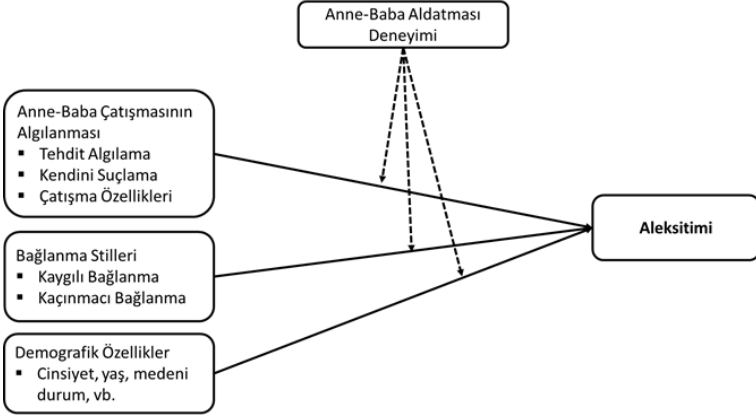 Anne-Baba Aldatması
Deneyimi
Anne-Baba Çatışmasının
Algılanması
▪ Tehdit Algılama
▪ Kendini Suçlama
▪ Çatışma Özellikleri
Aleksitimi
Bağlanma Stilleri
▪ Kaygılı Bağlanma
▪ Kaçınmacı Bağlanma
Demografik Özellikler
▪ Cinsiyet, yaş, medeni
durum, vb.